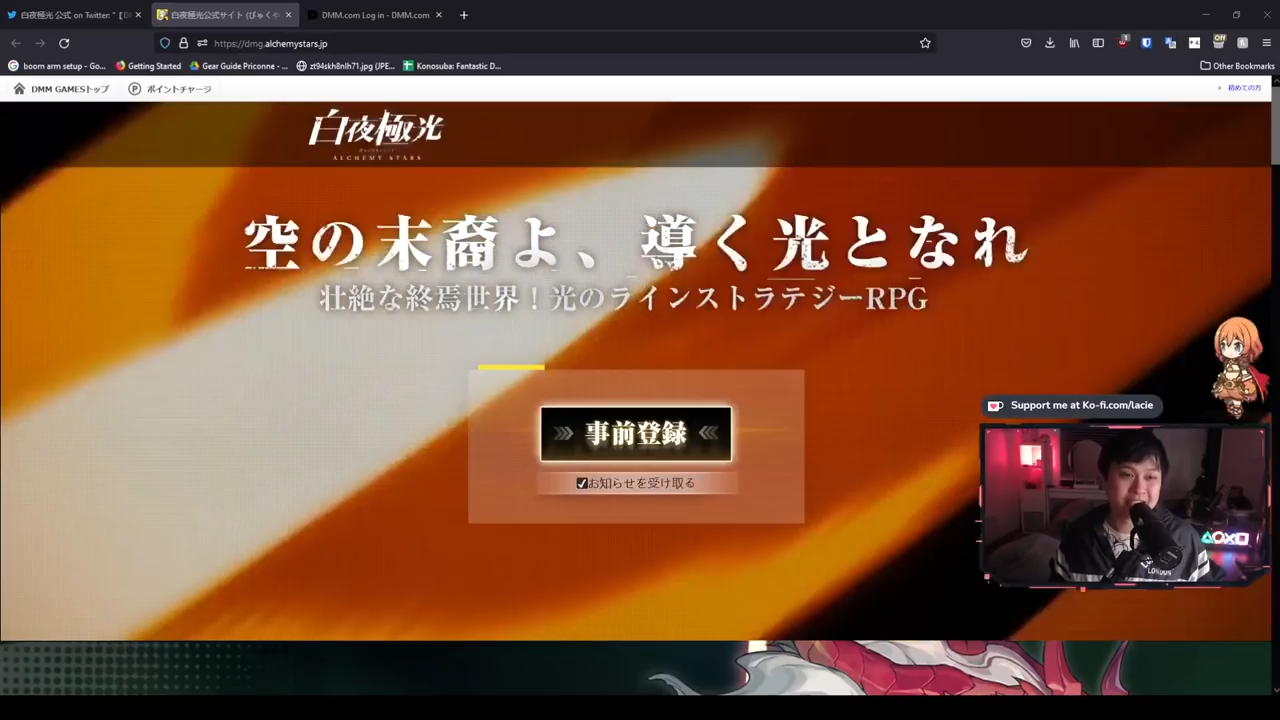 白夜極光 公式 on Twitter: "【D
白夜極光公式サイト (びゃくや
DMM.com Log in - DMM.com
https://dmg.alchemystars.jp
boom arm setup - Go...
Getting Started
Gear Guide Priconne - ...
zt94skh8nlh71.jpg (JPE...
Konosuba: Fantastic D...
Other Bookmarks
DMM GAMESトップ
ポイントチャージ
初めての方
白夜極光
ALCHEMY STARS
空の末裔よ、導く光となれ
壮絶な終焉世界！光のラインストラテジーRPG
事前登録
お知らせを受け取る
Support me at Ko-fi.com/lacie
LONDON